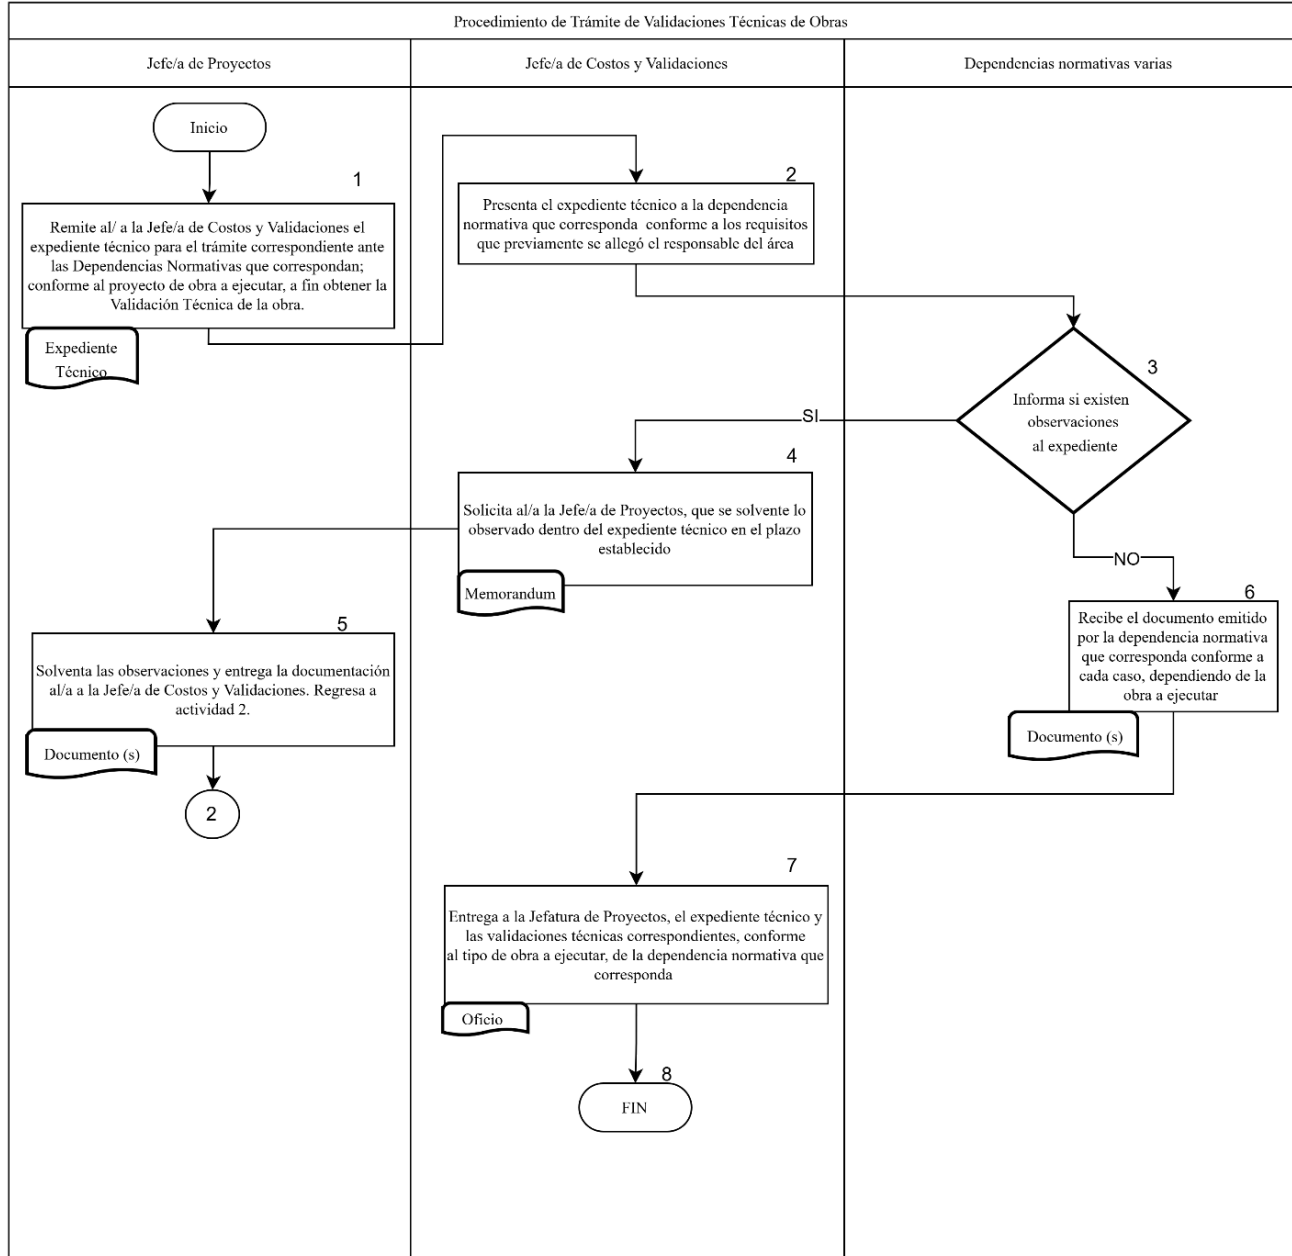 Procedimiento de Trámite de Validaciones Técnicas de Obras
Jefe/a de Proyectos
Jefe/a de Costos y Validaciones
Dependencias normativas varias
Inicio
1
Remite al/ a la Jefe/a de Costos y Validaciones el
expediente técnico para el trámite correspondiente ante
las Dependencias Normativas que correspondan;
conforme al proyecto de obra a ejecutar, a fin obtener la
Validación Técnica de la obra.
Expediente
Técnico
2
Presenta el expediente técnico a la dependencia
normativa que corresponda conforme a los requisitos
que previamente se allegó el responsable del área
3
Informa si existen
observaciones
al expediente
SI
4
Solicita al/a la Jefe/a de Proyectos, que se solvente lo
observado dentro del expediente técnico en el plazo
establecido
Memorandum
NO
5
Solventa las observaciones y entrega la documentación
al/a a la Jefe/a de Costos y Validaciones. Regresa a
actividad 2.
Documento (s)
2
6
Recibe el documento emitido
por la dependencia normativa
que corresponda conforme a
cada caso, dependiendo de la
obra a ejecutar
Documento (s)
7
Entrega a la Jefatura de Proyectos, el expediente técnico y
las validaciones técnicas correspondientes, conforme
al tipo de obra a ejecutar, de la dependencia normativa que
corresponda
Oficio
8
FIN